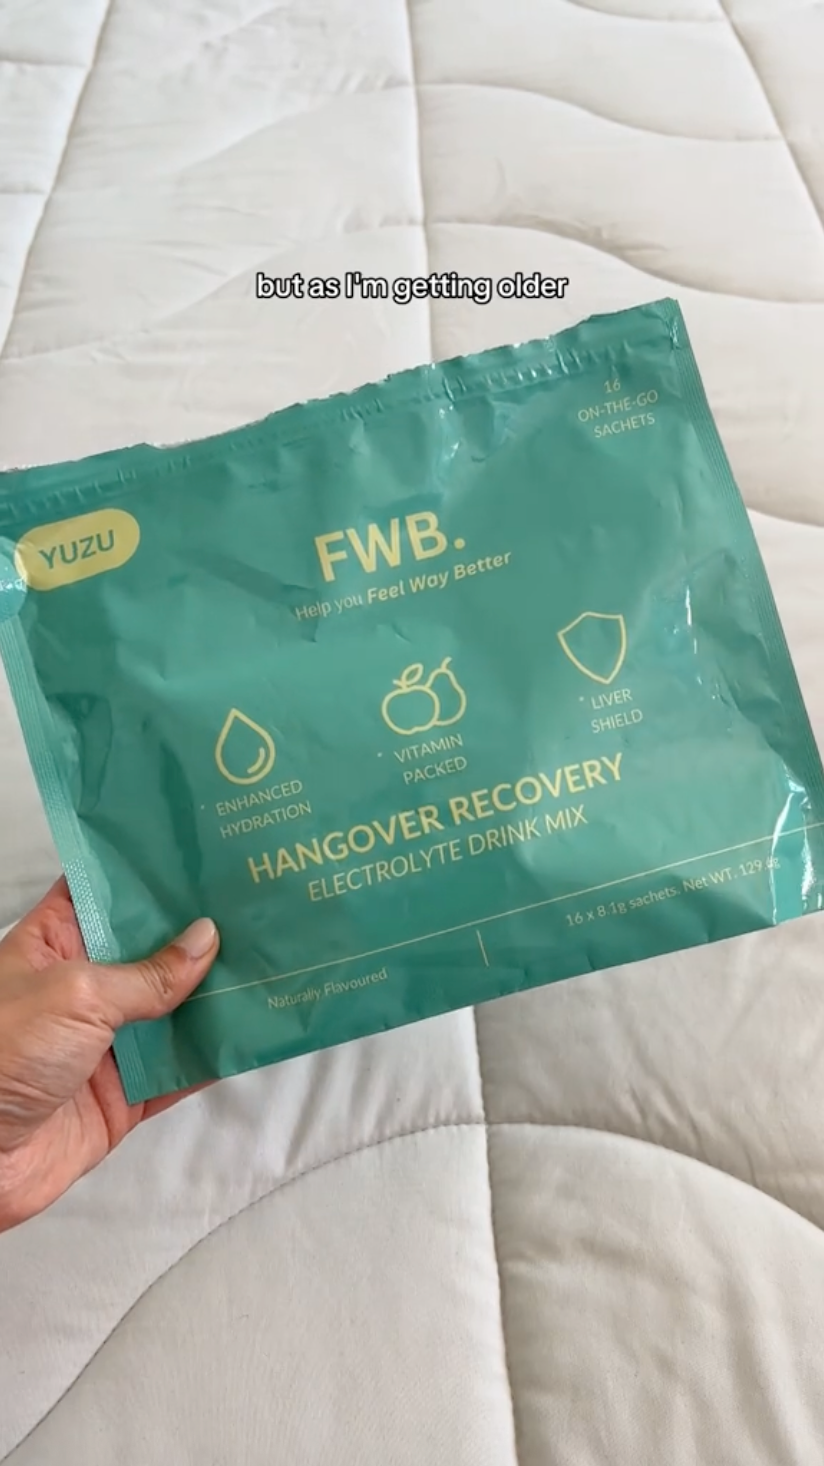 but as I'm getting older
16
ON-THE-GO
SACHETS
YUZU
FWB.
Help you Feel Way Better
* ENHANCED
HYDRATION
* VITAMIN
PACKED
* LIVER
SHIELD
HANGOVER RECOVERY
ELECTROLYTE DRINK MIX
Naturally Flavoured
16 x 8.1g sachets. Net WT. 129.6g